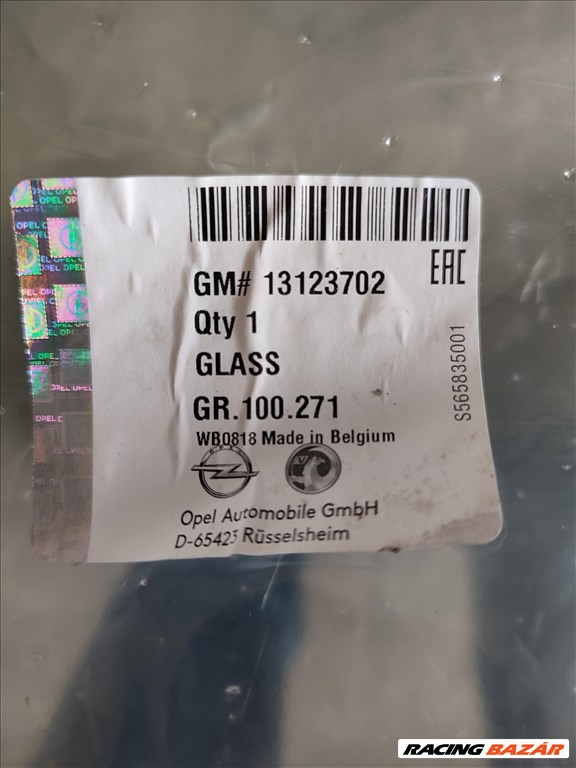 GM# 13123702
EAC
Qty 1
GLASS
GR.100.271
WB0818 Made in Belgium
S565835001
OPEL
Opel Automobile GmbH
D-65423 Rüsselsheim
RACING BAZÁR